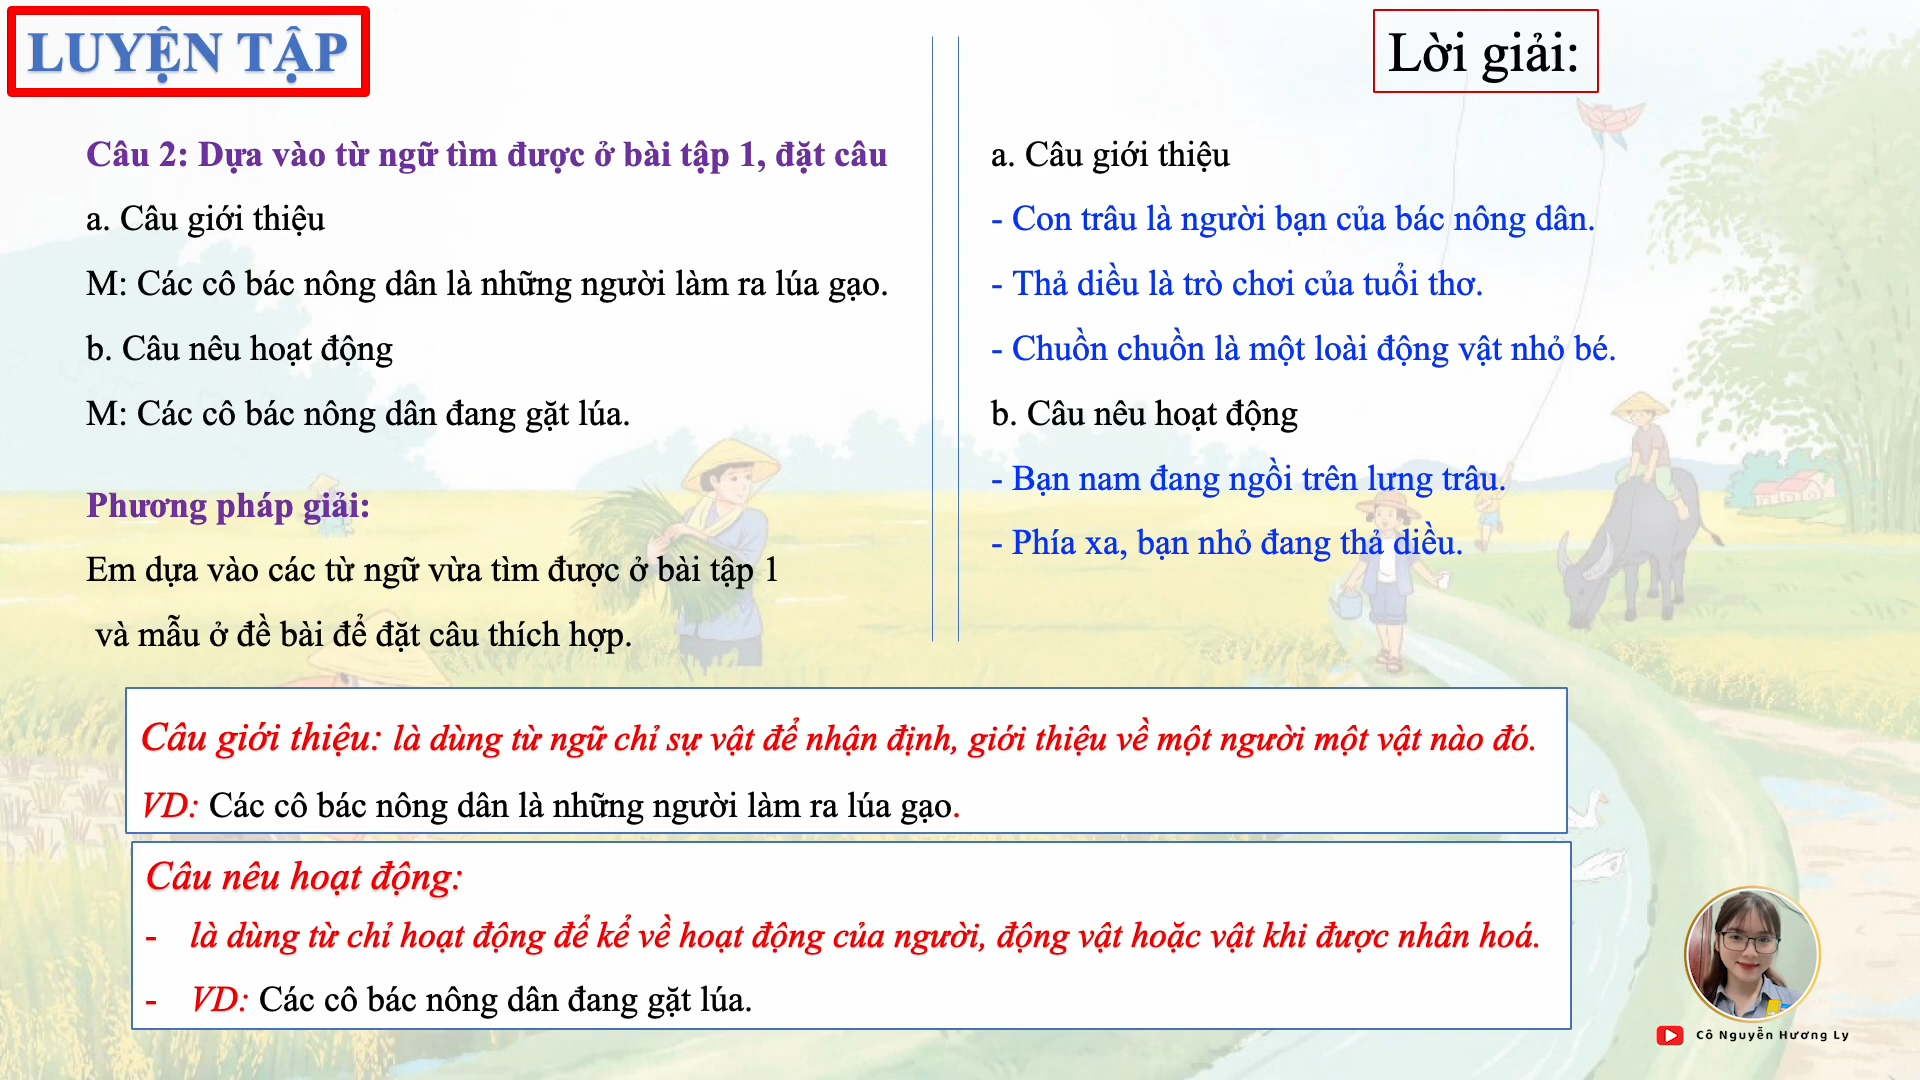 LUYỆN TẬP
Câu 2: Dựa vào từ ngữ tìm được ở bài tập 1, đặt câu
a. Câu giới thiệu
M: Các cô bác nông dân là những người làm ra lúa gạo.
b. Câu nêu hoạt động
M: Các cô bác nông dân đang gặt lúa.
Phương pháp giải:
Em dựa vào các từ ngữ vừa tìm được ở bài tập 1
và mẫu ở đề bài để đặt câu thích hợp.
Lời giải:
a. Câu giới thiệu
- Con trâu là người bạn của bác nông dân.
- Thả diều là trò chơi của tuổi thơ.
- Chuồn chuồn là một loài động vật nhỏ bé.
b. Câu nêu hoạt động
- Bạn nam đang ngồi trên lưng trâu.
- Phía xa, bạn nhỏ đang thả diều.
Câu giới thiệu: là dùng từ ngữ chỉ sự vật để nhận định, giới thiệu về một người một vật nào đó.
VD: Các cô bác nông dân là những người làm ra lúa gạo.
Câu nêu hoạt động:
- là dùng từ chỉ hoạt động để kể về hoạt động của người, động vật hoặc vật khi được nhân hoá.
- VD: Các cô bác nông dân đang gặt lúa.
Cô Nguyễn Hương Ly